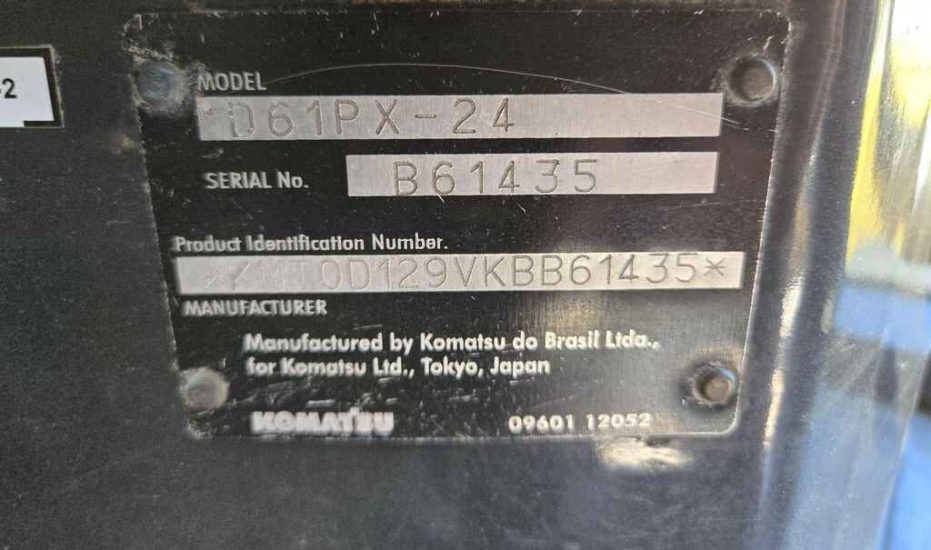 -2
MODEL
D61PX-24
SERIAL No. B61435
Product Identification Number.
*KMT0D129VKBB61435*
MANUFACTURER
Manufactured by Komatsu do Brasil Ltda.,
for Komatsu Ltd., Tokyo, Japan
KOMATSU 09601 12052